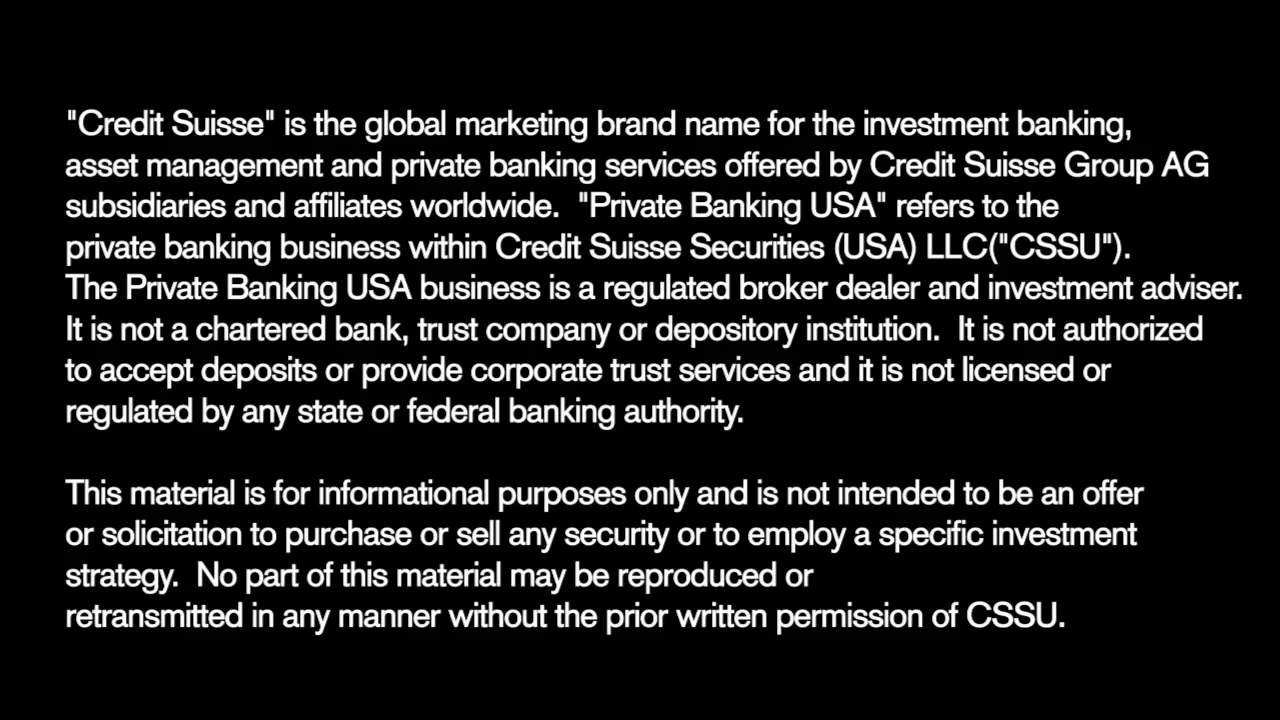 "Credit Suisse" is the global marketing brand name for the investment banking,
asset management and private banking services offered by Credit Suisse Group AG
subsidiaries and affiliates worldwide.  "Private Banking USA" refers to the
private banking business within Credit Suisse Securities (USA) LLC("CSSU").
The Private Banking USA business is a regulated broker dealer and investment adviser.
It is not a chartered bank, trust company or depository institution.  It is not authorized
to accept deposits or provide corporate trust services and it is not licensed or
regulated by any state or federal banking authority.
This material is for informational purposes only and is not intended to be an offer
or solicitation to purchase or sell any security or to employ a specific investment
strategy.  No part of this material may be reproduced or
retransmitted in any manner without the prior written permission of CSSU.